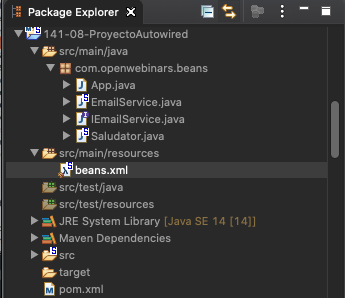 Package Explorer
141-08-ProyectoAutowired
src/main/java
com.openwebinars.beans
App.java
EmailService.java
IEmailService.java
Saludator.java
src/main/resources
beans.xml
src/test/java
src/test/resources
JRE System Library [Java SE 14 [14]]
Maven Dependencies
src
target
pom.xml